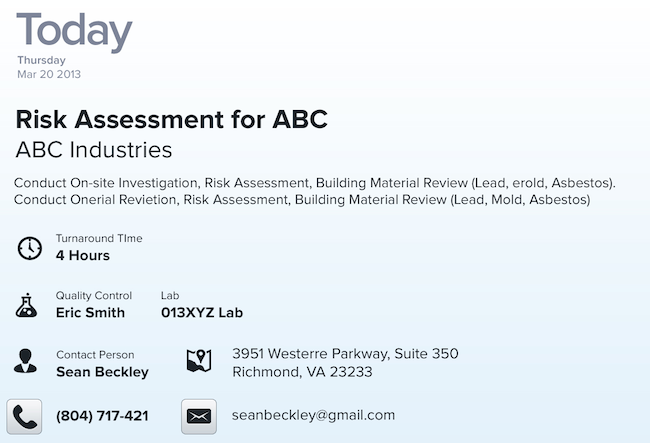 Today
Thursday
Mar 20 2013
Risk Assessment for ABC
ABC Industries
Conduct On-site Investigation, Risk Assessment, Building Material Review (Lead, erold, Asbestos).
Conduct Onerial Revietion, Risk Assessment, Building Material Review (Lead, Mold, Asbestos)
Turnaround TIme
4 Hours
Quality Control Lab
Eric Smith 013XYZ Lab
Contact Person
Sean Beckley
3951 Westerre Parkway, Suite 350
Richmond, VA 23233
(804) 717-421
seanbeckley@gmail.com